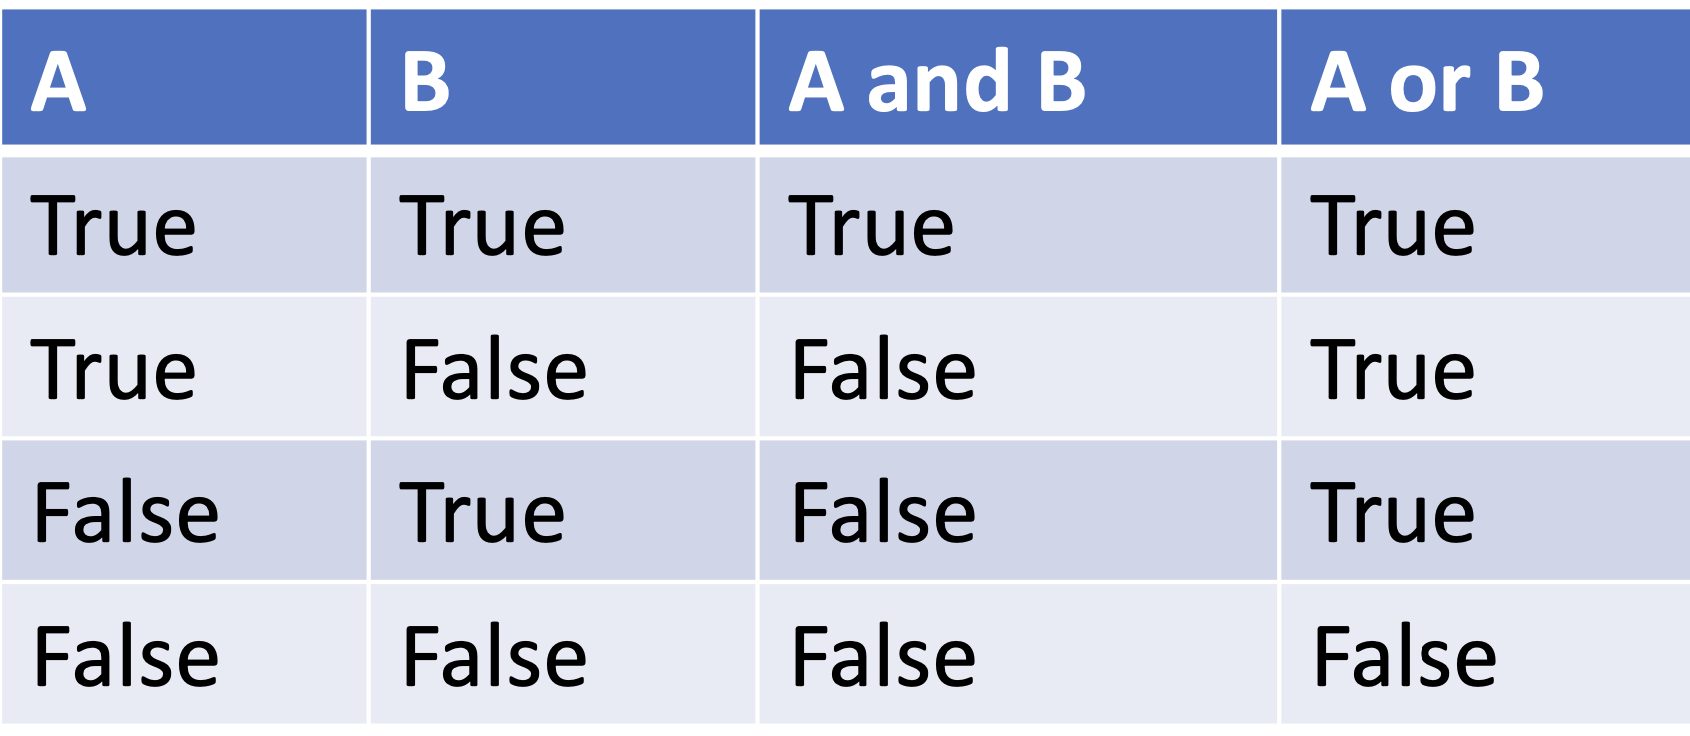 A B A and B A or B
True True True True
True False False True
False True False True
False False False False